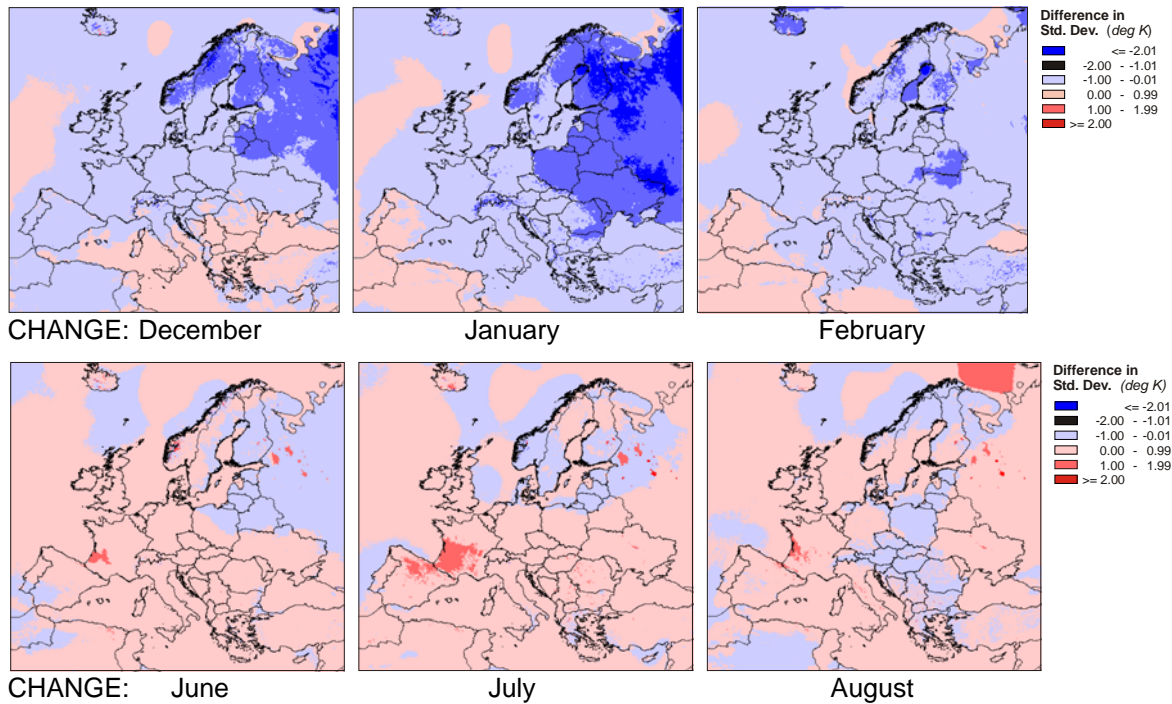 Difference in
Std. Dev. (deg K)
<= -2.01
-2.00 - -1.01
-1.00 - -0.01
0.00 - 0.99
1.00 - 1.99
>= 2.00
CHANGE: December
January
February
Difference in
Std. Dev. (deg K)
<= -2.01
-2.00 - -1.01
-1.00 - -0.01
0.00 - 0.99
1.00 - 1.99
>= 2.00
CHANGE: June
July
August